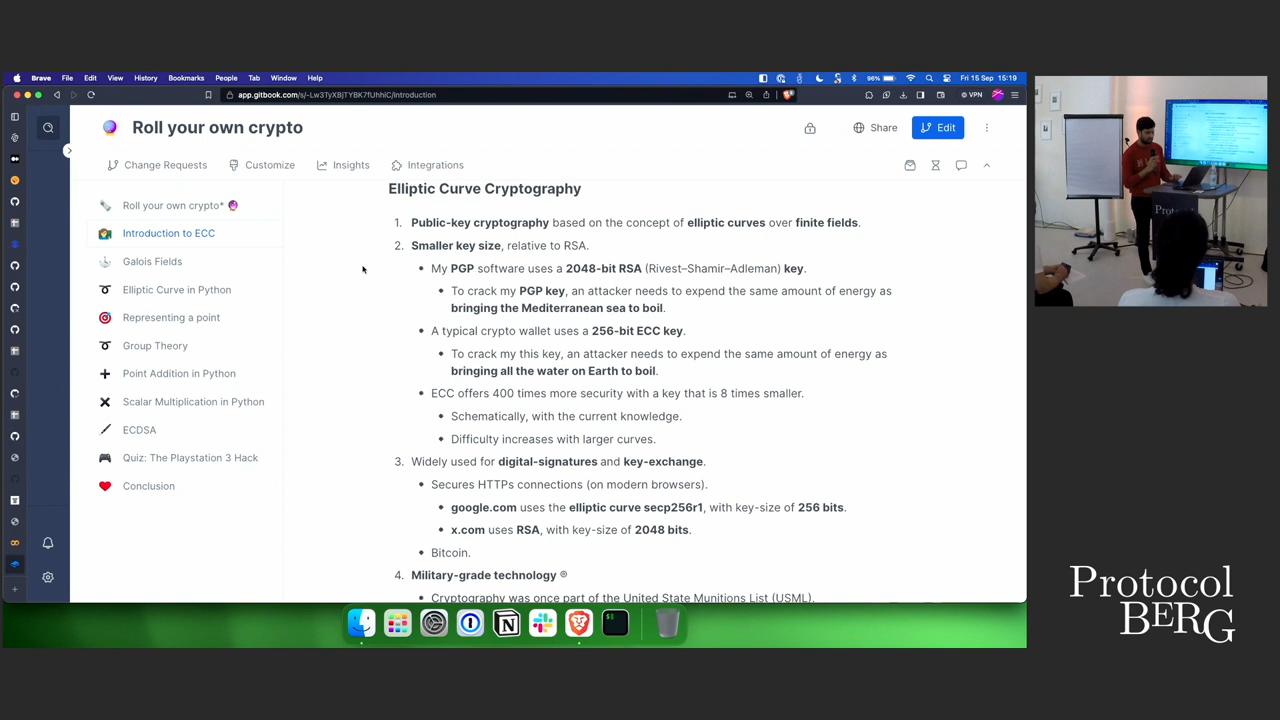 Brave File Edit View History Bookmarks People Tab Window Help
96% Fri 15 Sep 15:19
app.gitbook.com/s/-Lw3TyXBjTYBK7fUhhiC/introduction
VPN
Roll your own crypto
Share
Edit
Change Requests
Customize
Insights
Integrations
Roll your own crypto*
Introduction to ECC
Galois Fields
Elliptic Curve in Python
Representing a point
Group Theory
Point Addition in Python
Scalar Multiplication in Python
ECDSA
Quiz: The Playstation 3 Hack
Conclusion
Elliptic Curve Cryptography
1. Public-key cryptography based on the concept of elliptic curves over finite fields.
2. Smaller key size, relative to RSA.
• My PGP software uses a 2048-bit RSA (Rivest–Shamir–Adleman) key.
• To crack my PGP key, an attacker needs to expend the same amount of energy as
bringing the Mediterranean sea to boil.
• A typical crypto wallet uses a 256-bit ECC key.
• To crack my this key, an attacker needs to expend the same amount of energy as
bringing all the water on Earth to boil.
• ECC offers 400 times more security with a key that is 8 times smaller.
• Schematically, with the current knowledge.
• Difficulty increases with larger curves.
3. Widely used for digital-signatures and key-exchange.
• Secures HTTPs connections (on modern browsers).
• google.com uses the elliptic curve secp256r1, with key-size of 256 bits.
• x.com uses RSA, with key-size of 2048 bits.
• Bitcoin.
4. Military-grade technology ®
• Cryptography was once part of the United State Munitions List (USML).
Protocol
Protocol
BERG